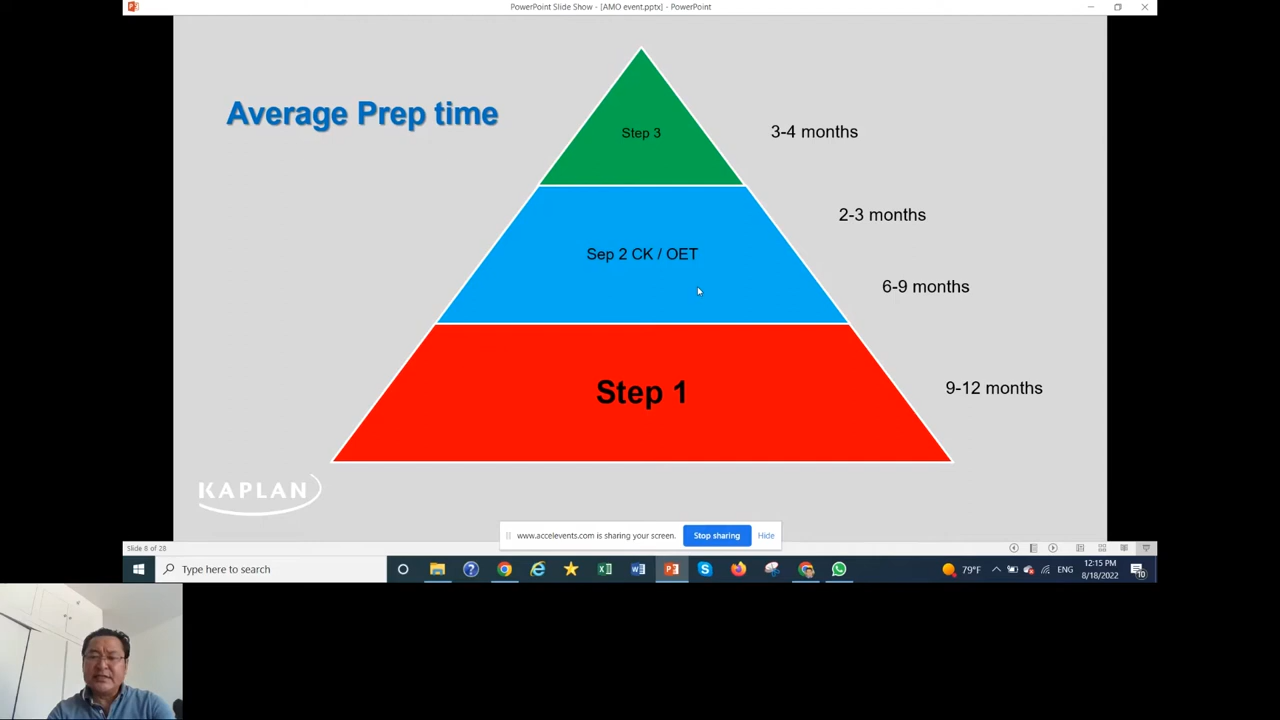 PowerPoint Slide Show - [AMO event.pptx] - PowerPoint
Average Prep time
Step 3
3-4 months
2-3 months
Sep 2 CK / OET
6-9 months
Step 1
9-12 months
KAPLAN
www.accelevents.com is sharing your screen.
Stop sharing
Hide
Slide 8 of 28
Type here to search
79°F
ENG
12:15 PM
8/18/2022
10